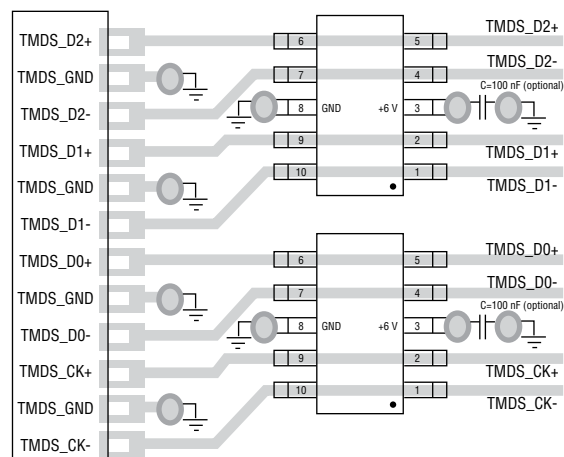 TMDS_D2+
TMDS_GND
TMDS_D2-
TMDS_D1+
TMDS_GND
TMDS_D1-
TMDS_D0+
TMDS_GND
TMDS_D0-
TMDS_CK+
TMDS_GND
TMDS_CK-
6 5 TMDS_D2+
7 4 TMDS_D2-
C=100 nF (optional)
8 GND +6 V 3
9 2 TMDS_D1+
10 1 TMDS_D1-
6 5 TMDS_D0+
7 4 TMDS_D0-
C=100 nF (optional)
8 GND +6 V 3
9 2 TMDS_CK+
10 1 TMDS_CK-